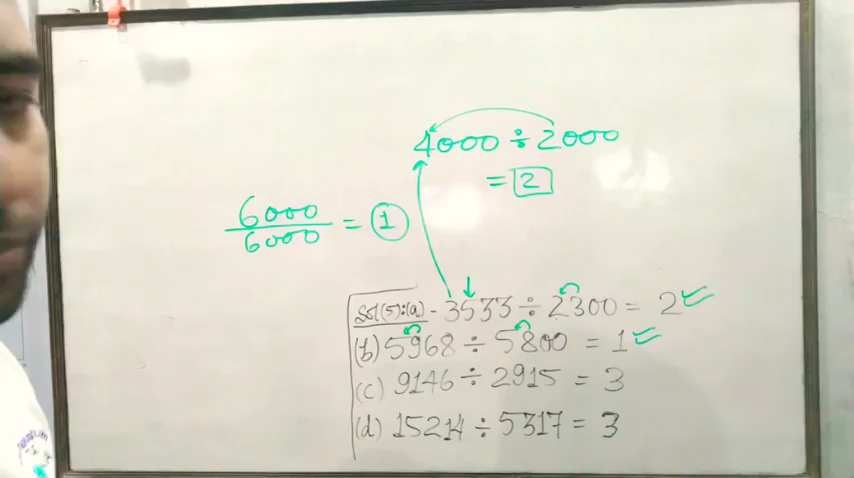 4000 ÷ 2000
= 2
6000
6000
= 1
Sol(5):(a) - 3533 ÷ 2300 = 2
(b) 5968 ÷ 5800 = 1
(c) 9146 ÷ 2915 = 3
(d) 15214 ÷ 5317 = 3